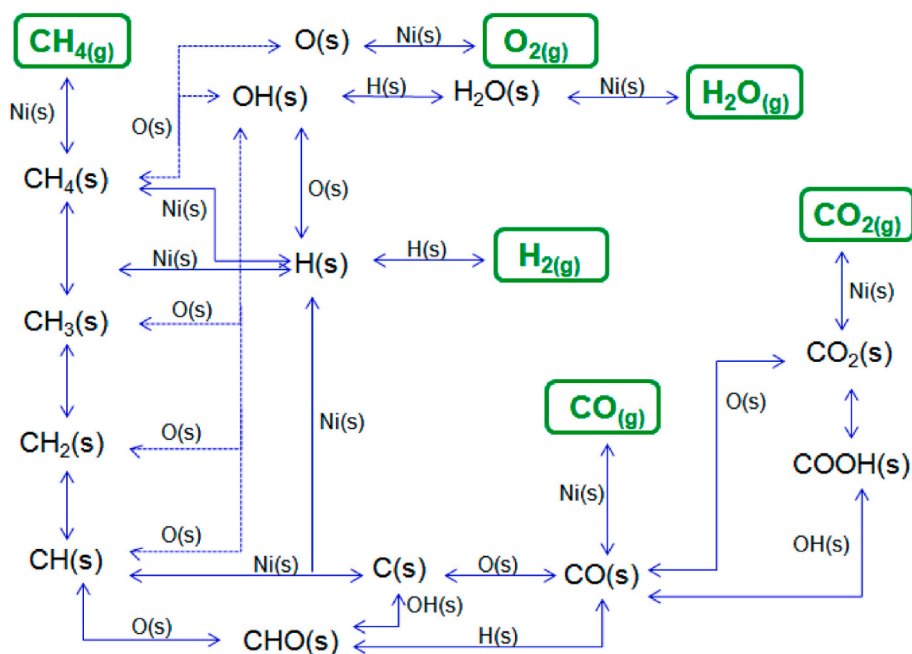 CH4(g)
O(s)
Ni(s)
O2(g)
OH(s)
H(s)
H2O(s)
Ni(s)
H2O(g)
Ni(s)
O(s)
CH4(s)
Ni(s)
O(s)
CO2(g)
Ni(s)
H(s)
H(s)
H2(g)
Ni(s)
CH3(s)
O(s)
CO2(s)
O(s)
CO(g)
Ni(s)
CH2(s)
O(s)
COOH(s)
Ni(s)
O(s)
OH(s)
CH(s)
Ni(s)
C(s)
O(s)
CO(s)
OH(s)
O(s)
CHO(s)
H(s)